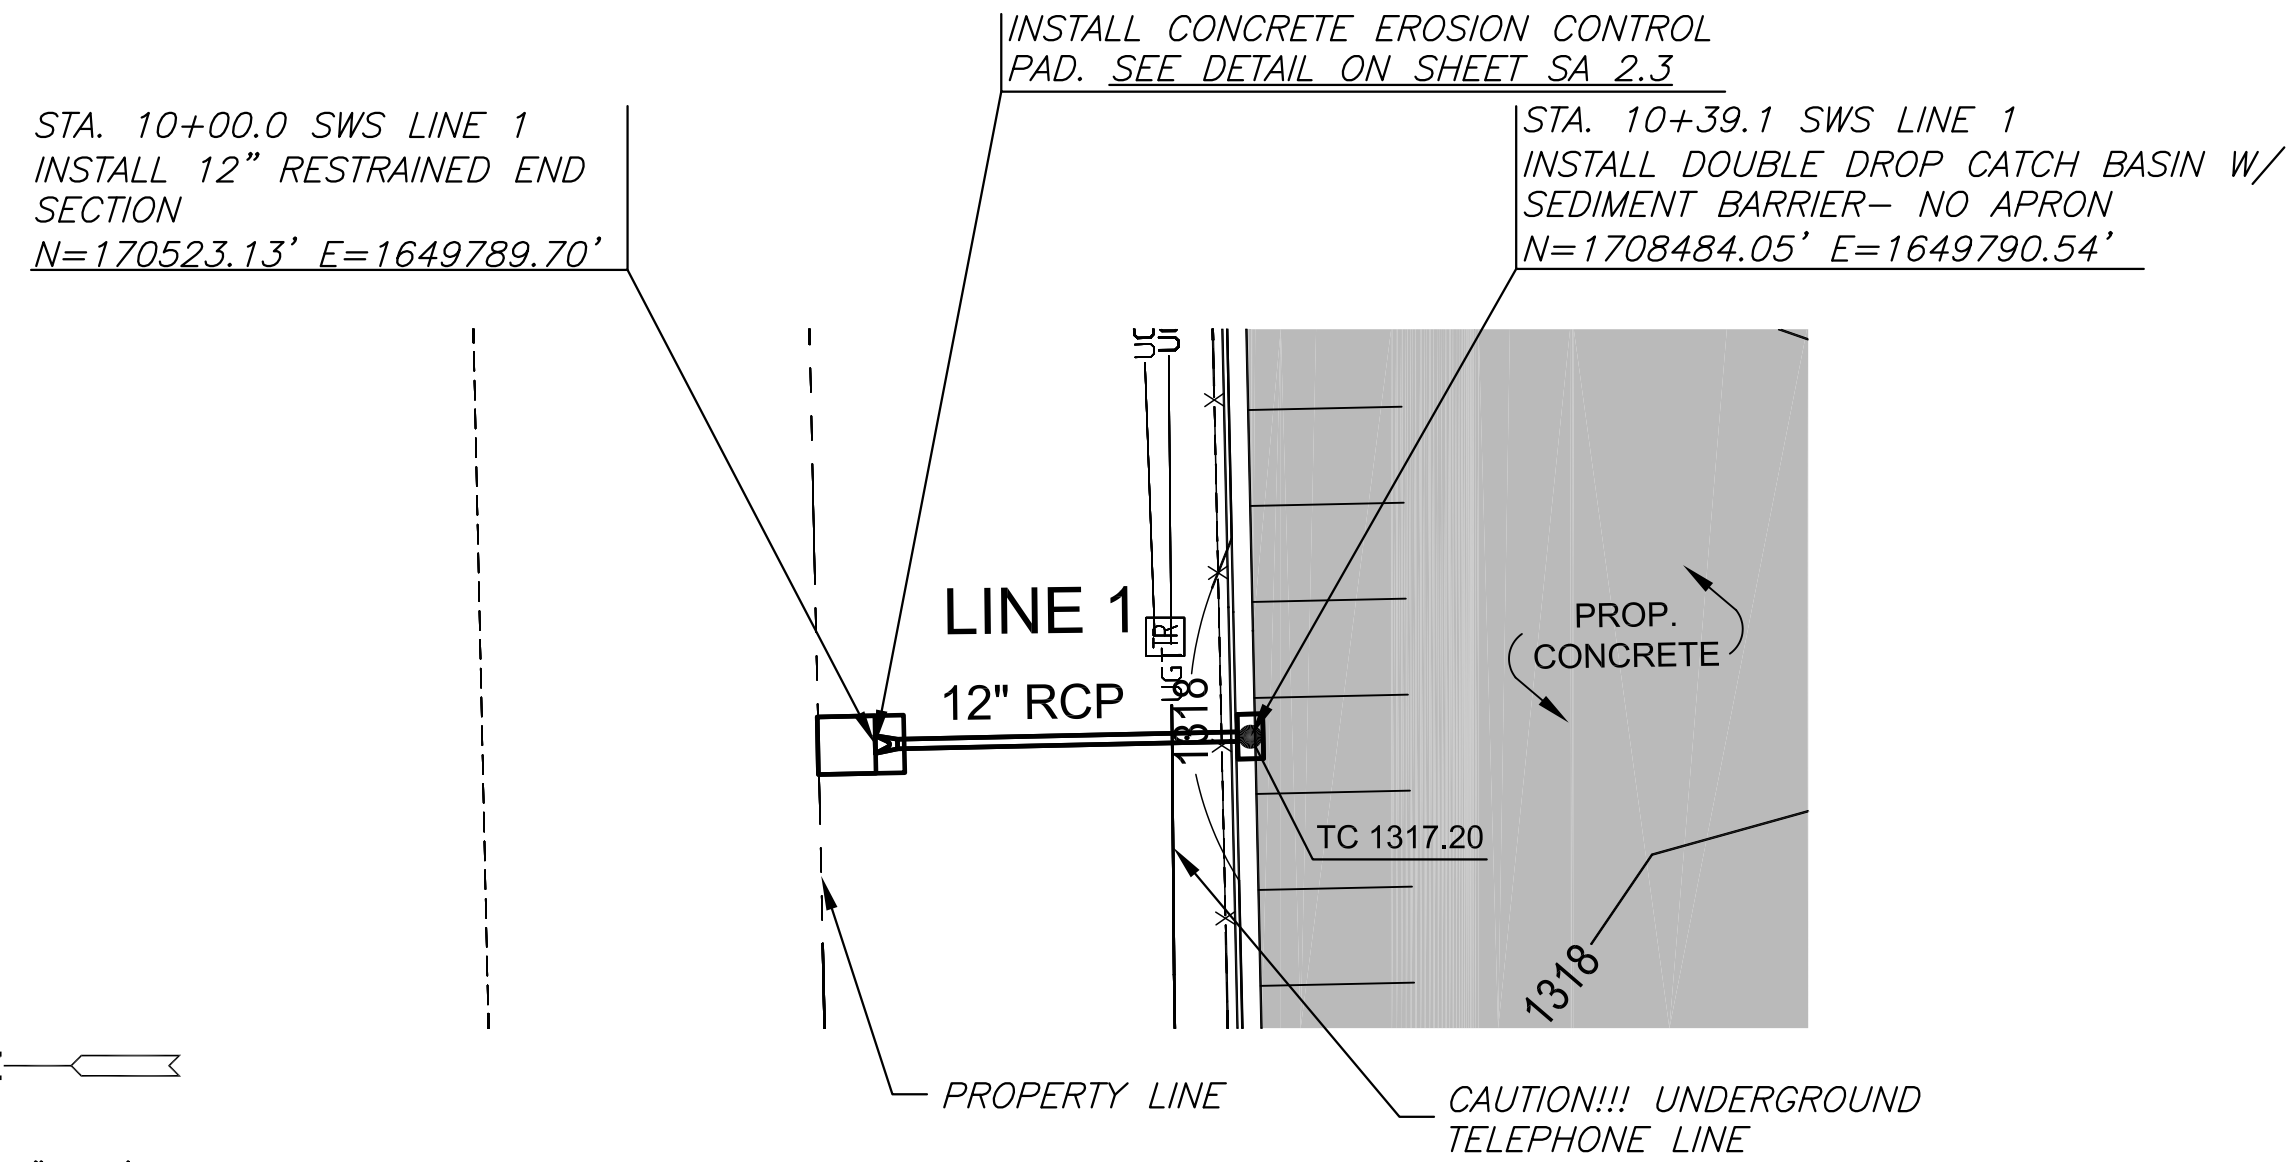 INSTALL CONCRETE EROSION CONTROL
PAD. SEE DETAIL ON SHEET SA 2.3
STA. 10+00.0 SWS LINE 1
INSTALL 12” RESTRAINED END
SECTION
N=170523.13’ E=1649789.70’
STA. 10+39.1 SWS LINE 1
INSTALL DOUBLE DROP CATCH BASIN W/
SEDIMENT BARRIER– NO APRON
N=1708484.05’ E=1649790.54’
LINE 1
12" RCP
TR
UG
1318
PROP.
CONCRETE
TC 1317.20
1318
PROPERTY LINE
CAUTION!!! UNDERGROUND
TELEPHONE LINE